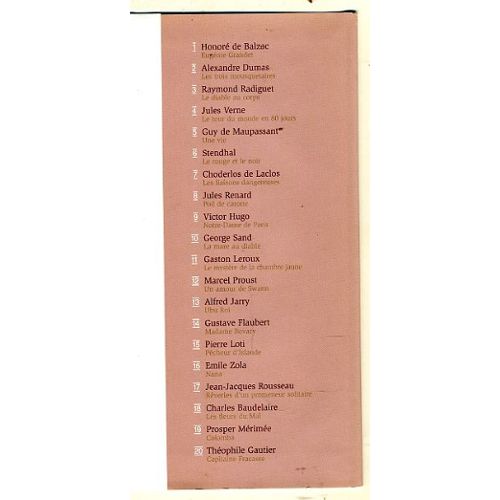 1 Honoré de Balzac
Eugénie Grandet
2 Alexandre Dumas
Les trois mousquetaires
3 Raymond Radiguet
Le diable au corps
4 Jules Verne
Le tour du monde en 80 jours
5 Guy de Maupassant
Une vie
6 Stendhal
Le rouge et le noir
7 Choderlos de Laclos
Les liaisons dangereuses
8 Jules Renard
Poil de carotte
9 Victor Hugo
Notre-Dame de Paris
10 George Sand
La mare au diable
11 Gaston Leroux
Le mystère de la chambre jaune
12 Marcel Proust
Un amour de Swann
13 Alfred Jarry
Ubu Roi
14 Gustave Flaubert
Madame Bovary
15 Pierre Loti
Pêcheur d'Islande
16 Emile Zola
Nana
17 Jean-Jacques Rousseau
Rêveries d'un promeneur solitaire
18 Charles Baudelaire
Les fleurs du Mal
19 Prosper Mérimée
Colomba
20 Théophile Gautier
Capitaine Fracasse